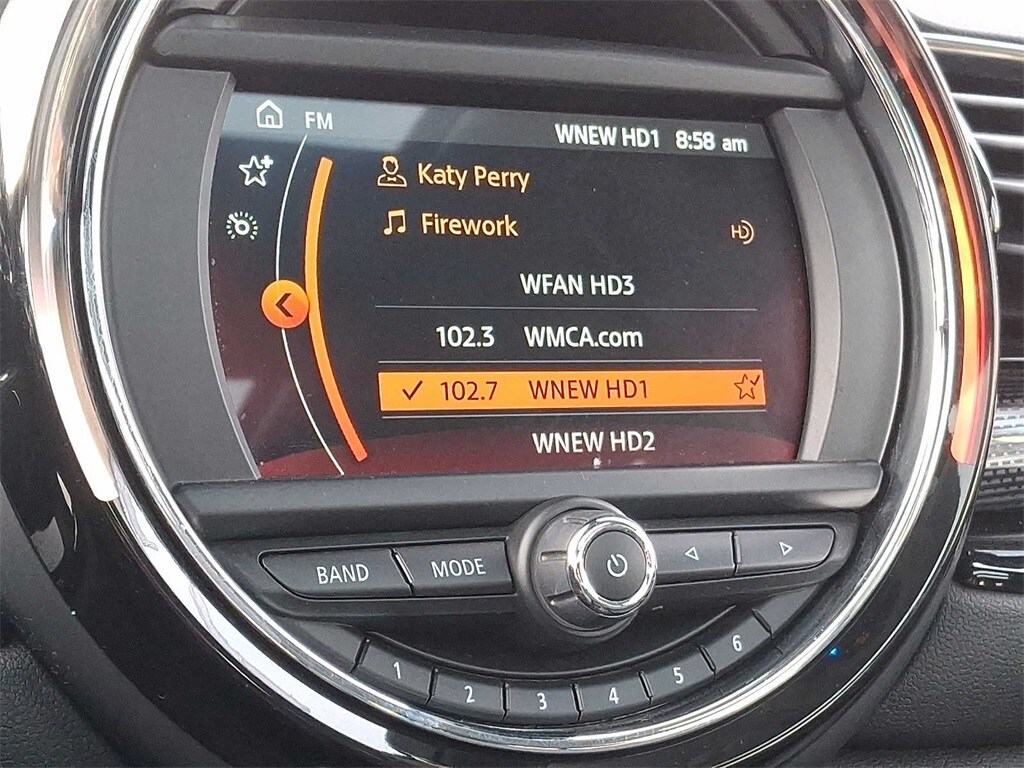 FM WNEW HD1 8:58 am
Katy Perry
Firework HD
WFAN HD3
102.3 WMCA.com
102.7 WNEW HD1
WNEW HD2
BAND MODE
1 2 3 4 5 6